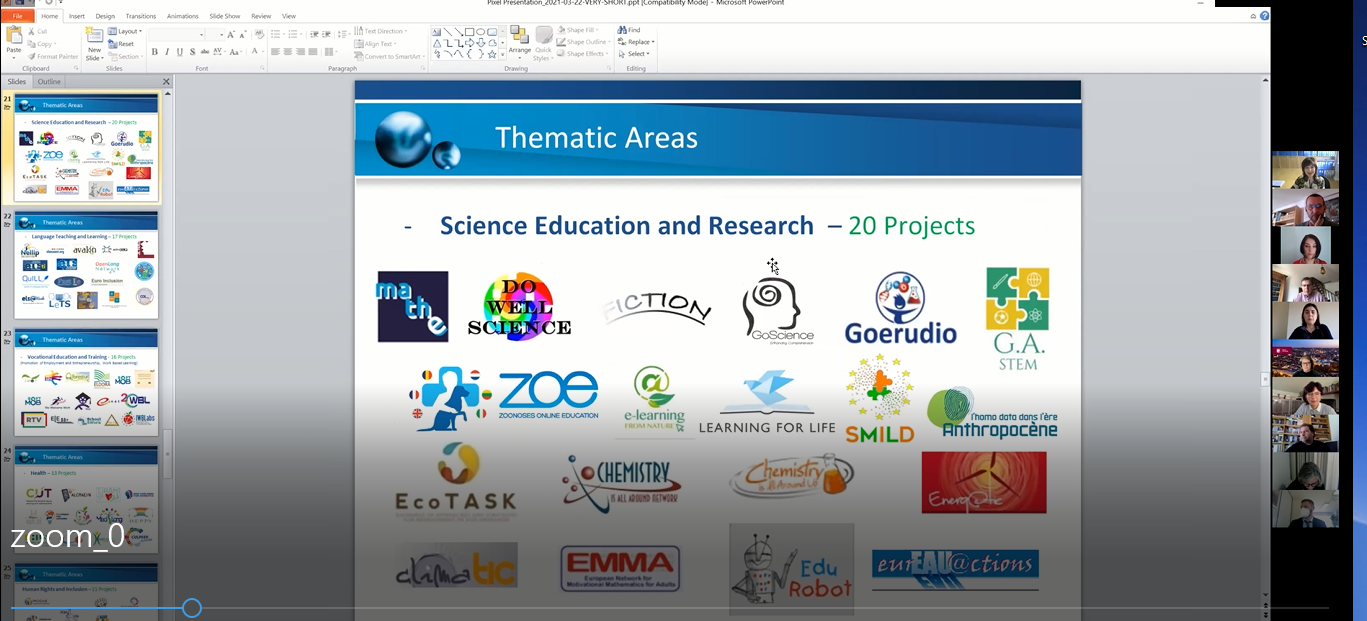 Pixel Presentation_2021-03-22-VERY-SHORT.ppt [Compatibility Mode] - Microsoft PowerPoint
File Home Insert Design Transitions Animations Slide Show Review View
Cut
Copy
Format Painter
Paste
Clipboard
New
Slide
Layout
Reset
Section
Slides
Font
Text Direction
Align Text
Convert to SmartArt
Paragraph
Arrange
Quick
Styles
Shape Fill
Shape Outline
Shape Effects
Drawing
Find
Replace
Select
Editing
Slides Outline
21
Thematic Areas
Science Education and Research – 20 Projects
22
Thematic Areas
Language Teaching and Learning – 17 Projects
23
Thematic Areas
Vocational Education and Training - 16 Projects
24
Thematic Areas
Health – 13 Projects
25
Thematic Areas
Human Rights and Inclusion – 11 Projects
zoom_0
Thematic Areas
- Science Education and Research – 20 Projects
mathe
DO
WELL
SCIENCE
FICTION
GoScience
Goerudio
G.A.
STEM
ZOE
ZOONOSES ONLINE EDUCATION
e-learning
FROM NATURE
LEARNING FOR LIFE
SMILD
l'homo data dans l'ère
Anthropocène
EcoTASK
CHEMISTRY
IS ALL AROUND NETWORK
Chemistry
is All Around Us
Energ@tic
clima tic
EMMA
European Network for
Motivational Mathematics for Adults
Edu
Robot
eurEAU@ctions